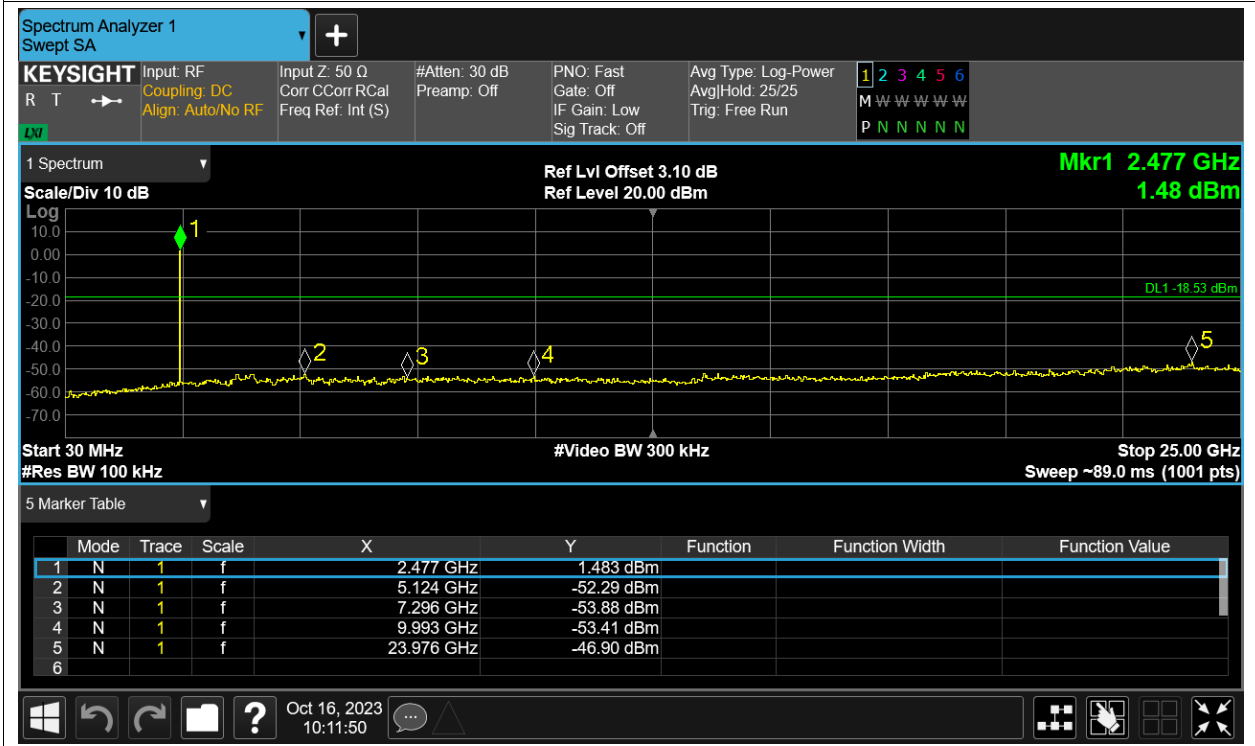 Spectrum Analyzer 1
Swept SA
KEYSIGHT
R T
LXI
Input: RF
Coupling: DC
Align: Auto/No RF
Input Z: 50 Ω
Corr CCorr RCal
Freq Ref: Int (S)
#Atten: 30 dB
Preamp: Off
PNO: Fast
Gate: Off
IF Gain: Low
Sig Track: Off
Avg Type: Log-Power
Avg|Hold: 25/25
Trig: Free Run
1 2 3 4 5 6
M W W W W W
P N N N N N
1 Spectrum
Scale/Div 10 dB
Ref Lvl Offset 3.10 dB
Ref Level 20.00 dBm
Mkr1 2.477 GHz
1.48 dBm
Log
10.0
0.00
-10.0
-20.0
-30.0
-40.0
-50.0
-60.0
-70.0
1
DL1 -18.53 dBm
2
3
4
5
Start 30 MHz
#Res BW 100 kHz
#Video BW 300 kHz
Stop 25.00 GHz
Sweep ~89.0 ms (1001 pts)
5 Marker Table
Mode Trace Scale X Y Function Function Width Function Value
1 N 1 f 2.477 GHz 1.483 dBm
2 N 1 f 5.124 GHz -52.29 dBm
3 N 1 f 7.296 GHz -53.88 dBm
4 N 1 f 9.993 GHz -53.41 dBm
5 N 1 f 23.976 GHz -46.90 dBm
6
?
Oct 16, 2023
10:11:50